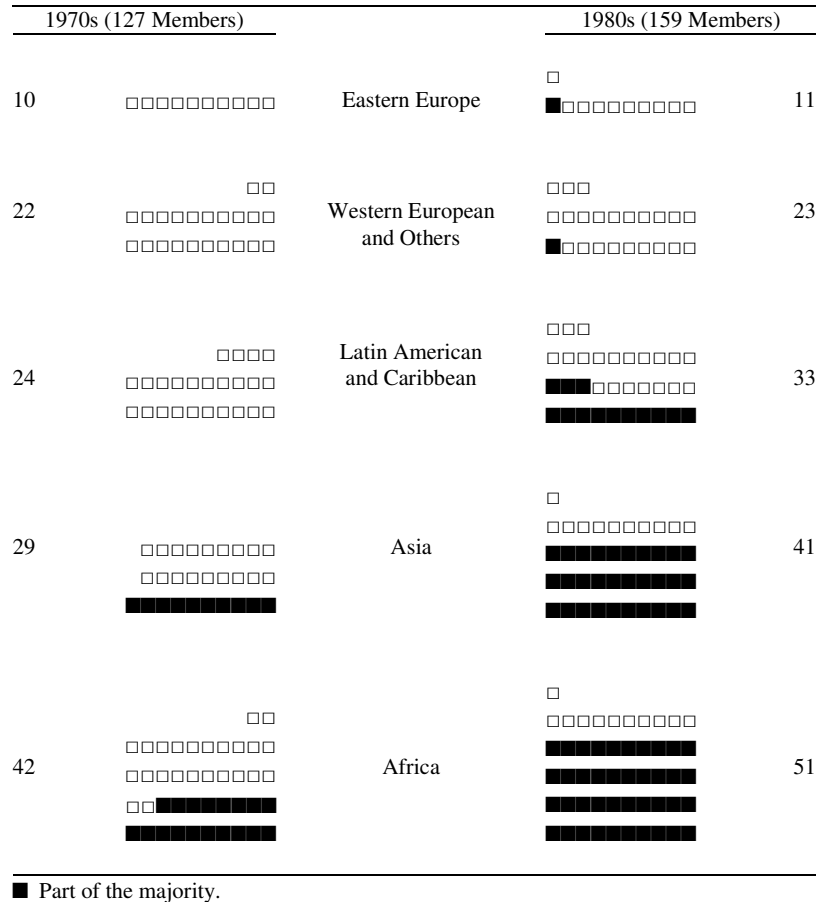 1970s (127 Members) 1980s (159 Members)
10 Eastern Europe 11
22 Western European 23
and Others
Latin American
24 and Caribbean 33
29 Asia 41
42 Africa 51
■ Part of the majority.